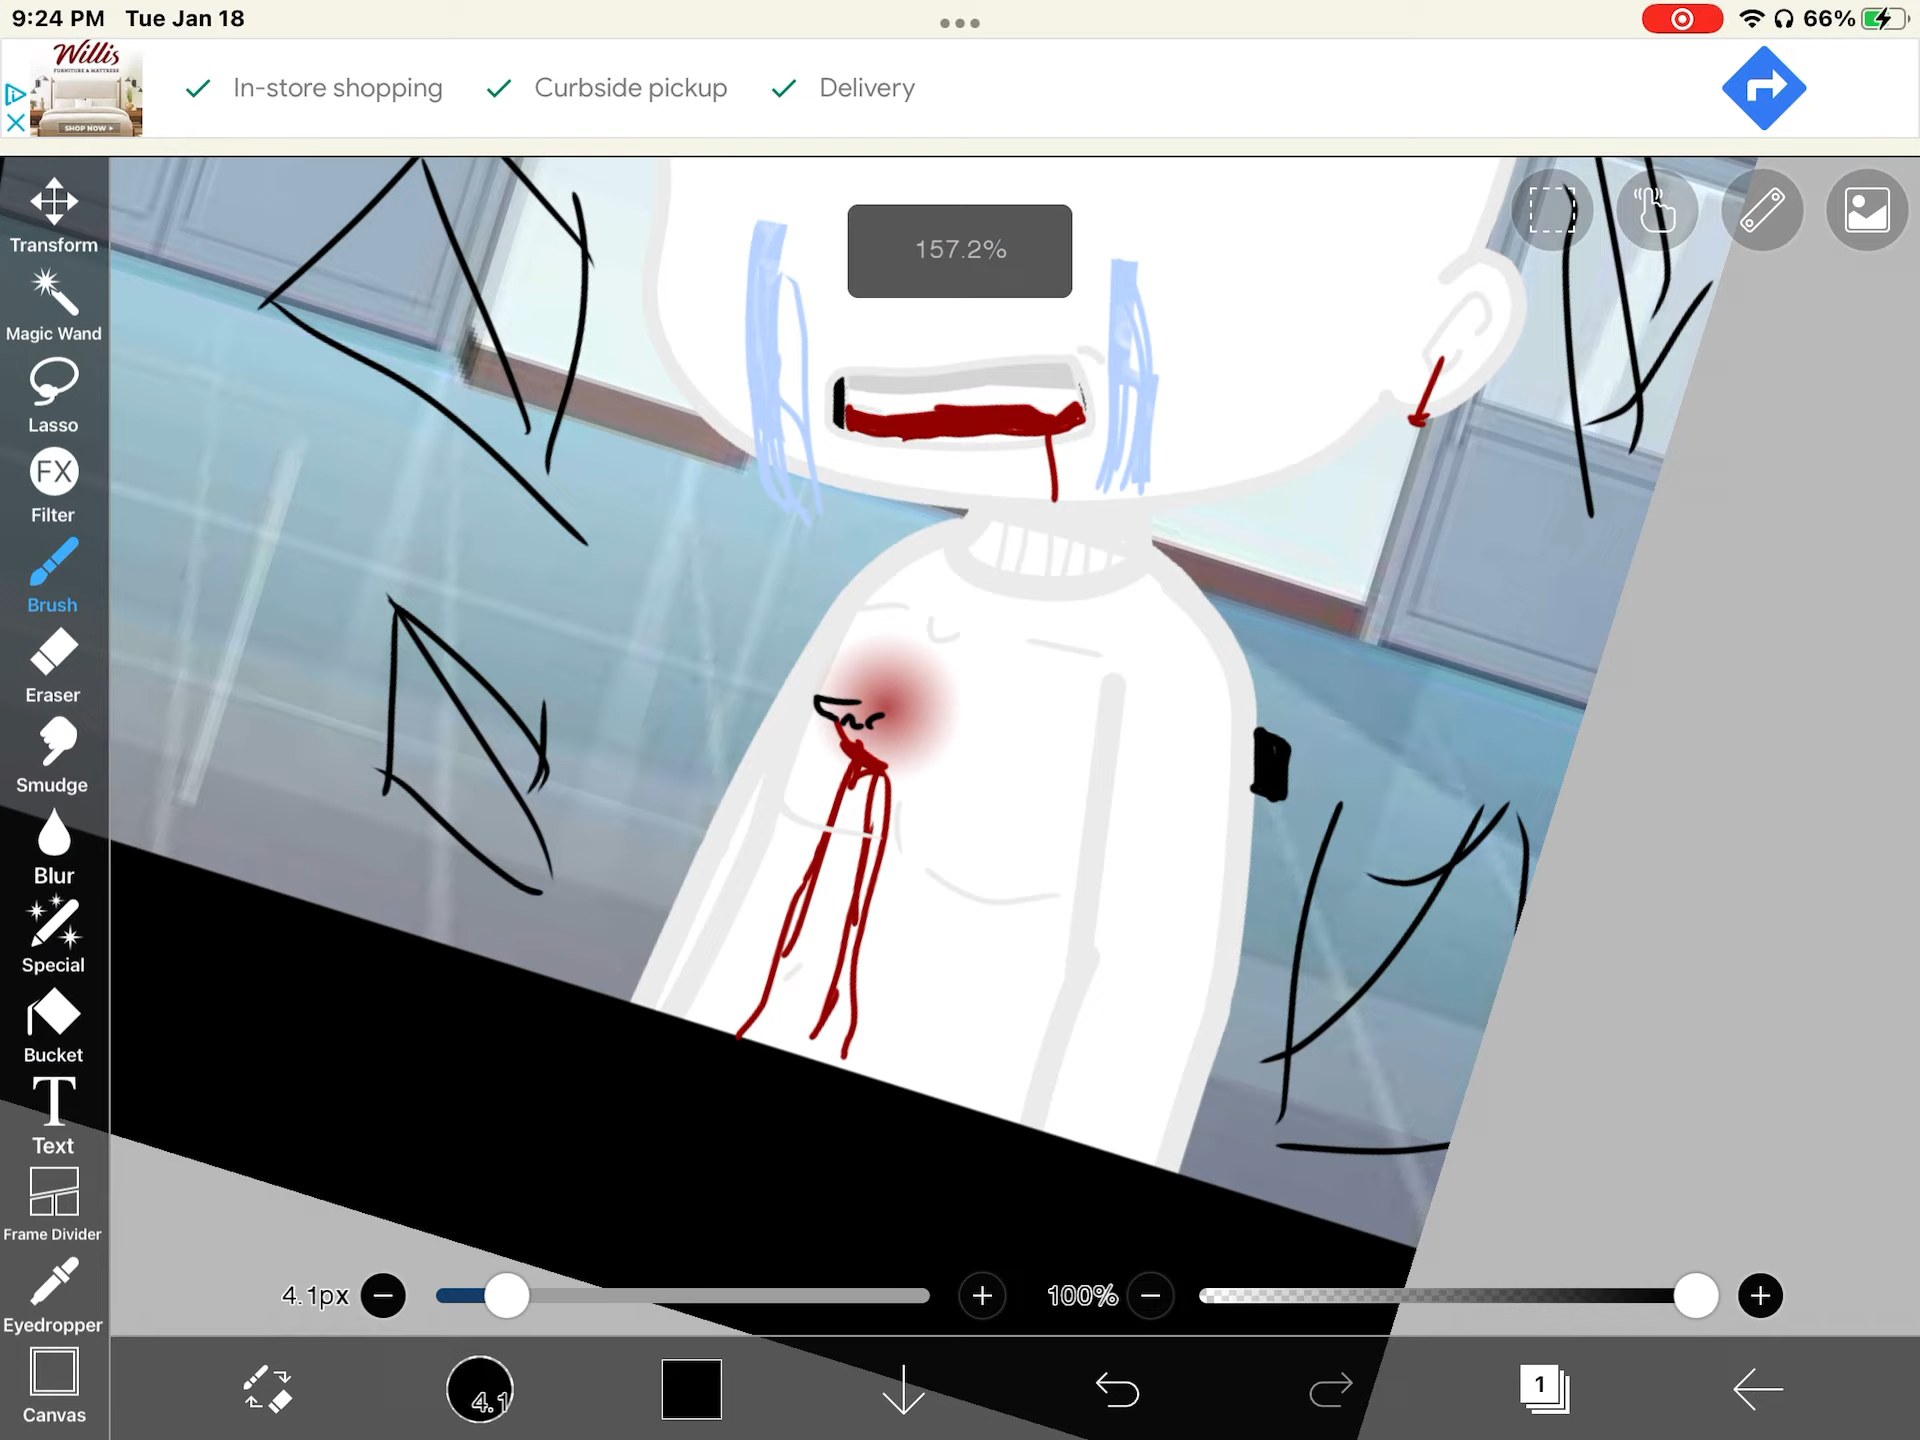 9:24 PM Tue Jan 18
66%
Willis
FURNITURE & MATTRESS
SHOP NOW
In-store shopping
Curbside pickup
Delivery
157.2%
Transform
Magic Wand
Lasso
FX
Filter
Brush
Eraser
Smudge
Blur
Special
Bucket
T
Text
Frame Divider
Eyedropper
Canvas
4.1px
100%
4.1
1